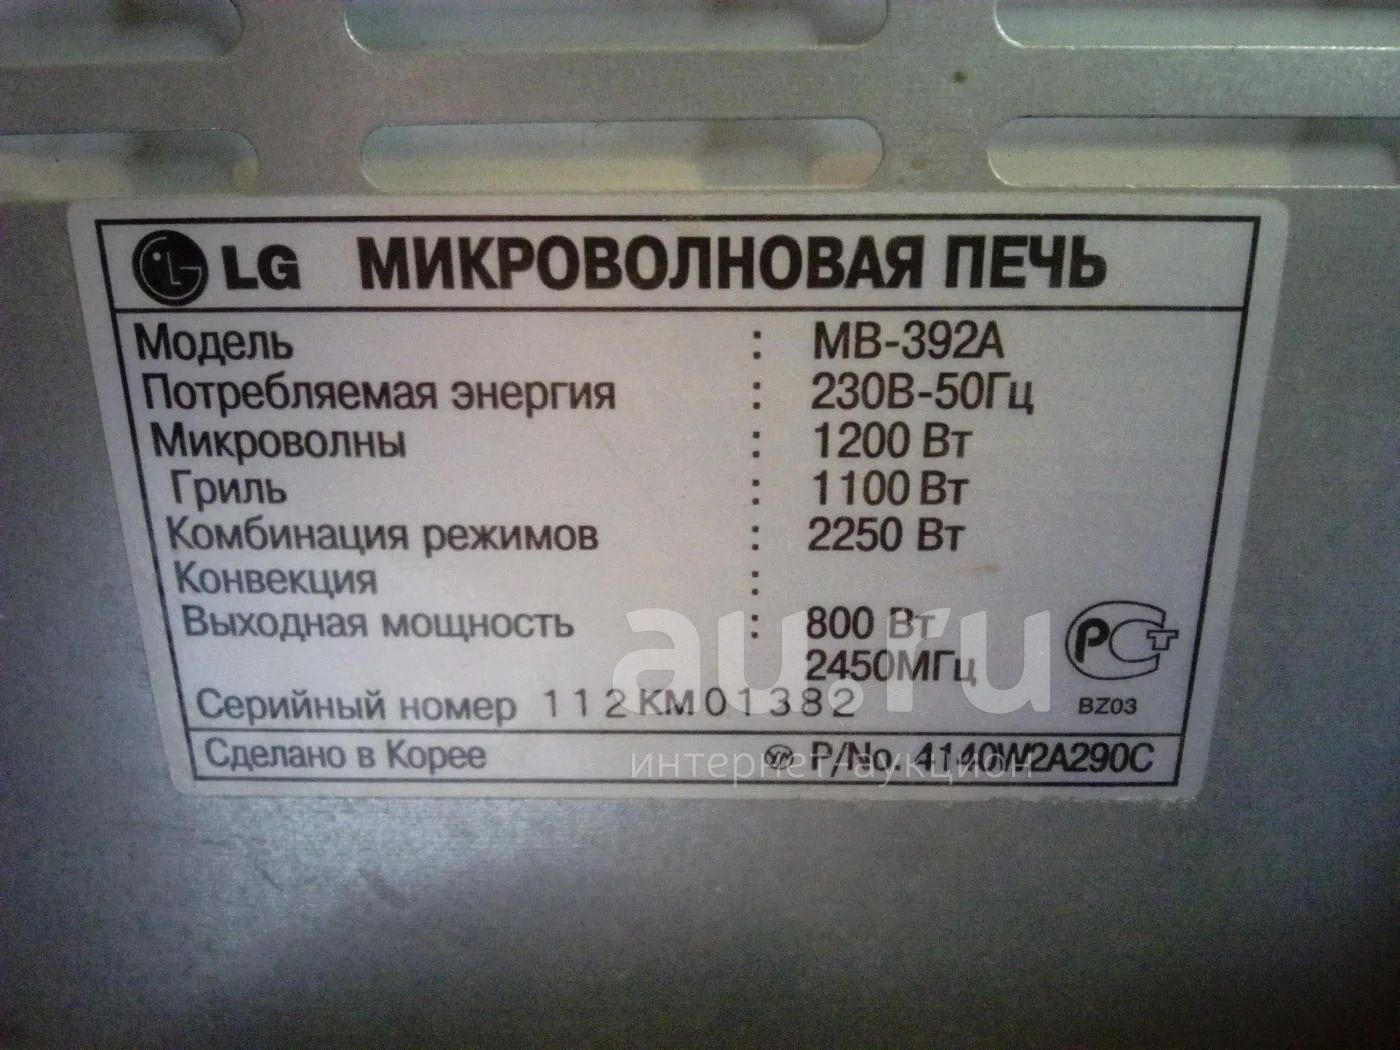 LG МИКРОВОЛНОВАЯ ПЕЧЬ
Модель : MB-392A
Потребляемая энергия : 230В-50Гц
Микроволны : 1200 Вт
Гриль : 1100 Вт
Комбинация режимов : 2250 Вт
Конвекция :
Выходная мощность : 800 Вт
2450МГц
Серийный номер 112KM01382
РСТ
BZ03
Сделано в Корее P/No. 4140W2A290C
au.ru
интернет-аукцион